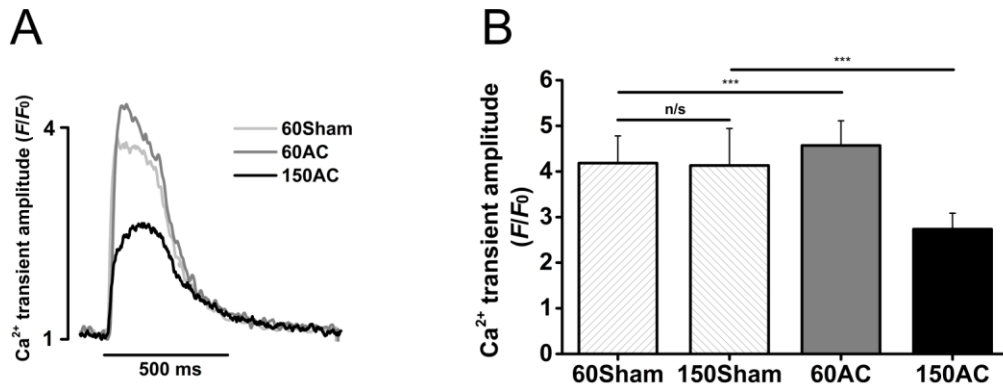 A
Ca²⁺ transient amplitude (F/F₀)
4
1
60Sham
60AC
150AC
500 ms
B
Ca²⁺ transient amplitude
(F/F₀)
6
5
4
3
2
1
0
***
***
n/s
60Sham 150Sham 60AC 150AC